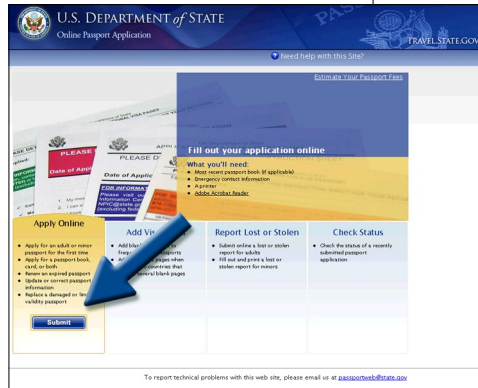 U.S. DEPARTMENT of STATE
Online Passport Application
TRAVEL.STATE.GOV
Need help with this Site?
Estimate Your Passport Fees
PLEASE
PLEASE D
Date of Appl
Date of Applic
FOR INFORMAT
Fill out your application online
What you'll need:
Most recent passport book (if applicable)
Emergency contact information
A printer
Adobe Acrobat Reader
Apply Online
Apply for an adult or minor
passport for the first time
Apply for a passport book,
card, or both
Renew an expired passport
Update or correct passport
information
Replace a damaged or
validity passport
Submit
Add
Add blan
frequ
pages when
countries that
several blank pages
Report Lost or Stolen
Submit online a lost or stolen
report for adults
Fill out and print a lost or
stolen report for minors
Check Status
Check the status of a recently
submitted passport
application
To report technical problems with this web site, please email us at passportweb@state.gov